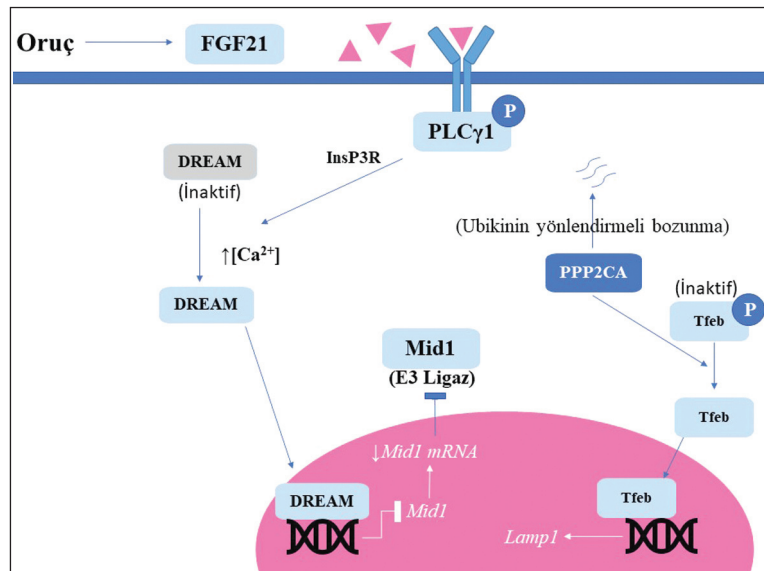 Oruç
FGF21
P
PLCγ1
InsP3R
DREAM
(İnaktif)
↑[Ca²⁺]
DREAM
(Ubikinin yönlendirmeli bozunma)
PPP2CA
(İnaktif)
P
Tfeb
Mid1
(E3 Ligaz)
Tfeb
↓Mid1 mRNA
DREAM
Mid1
Tfeb
Lamp1